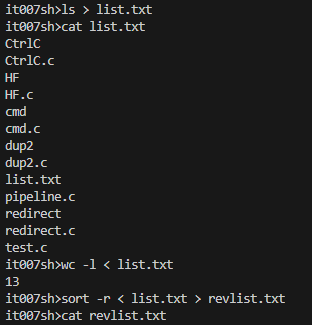 it007sh>ls > list.txt
it007sh>cat list.txt
CtrlC
CtrlC.c
HF
HF.c
cmd
cmd.c
dup2
dup2.c
list.txt
pipeline.c
redirect
redirect.c
test.c
it007sh>wc -l < list.txt
13
it007sh>sort -r < list.txt > revlist.txt
it007sh>cat revlist.txt